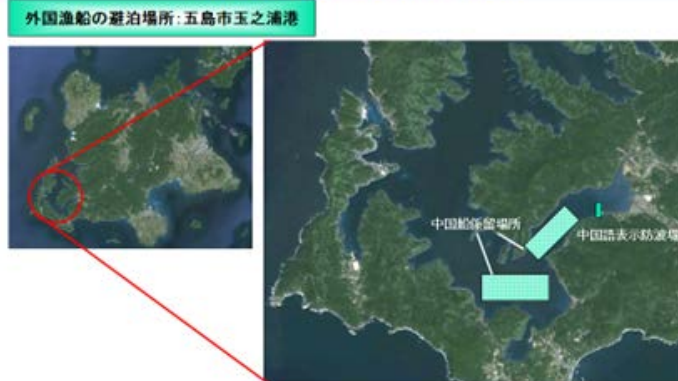 外国漁船の避泊場所：五島市玉之浦港
中国船係留場所
中国語表示防波堤